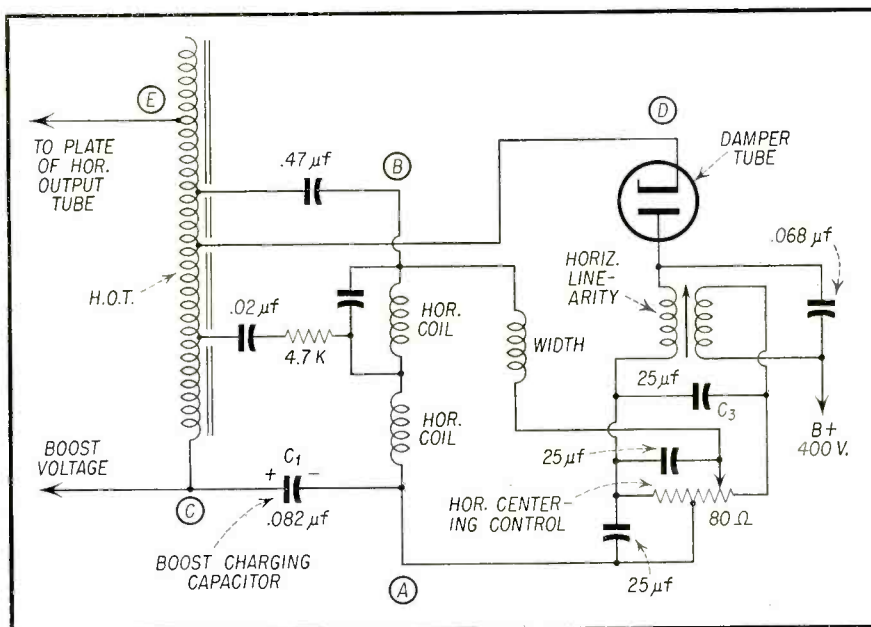 E
D
TO PLATE
OF HOR.
OUTPUT
TUBE
.47 μf
B
DAMPER
TUBE
.068 μf
H.O.T.
HORIZ.
LINE-
ARITY
.02 μf
4.7 K
HOR.
COIL
WIDTH
25 μf
C3
B+
400 V.
HOR.
COIL
25 μf
BOOST
VOLTAGE
C1
+ –
.082 μf
C
HOR. CENTER-
ING CONTROL
80 Ω
BOOST CHARGING
CAPACITOR
A
25 μf